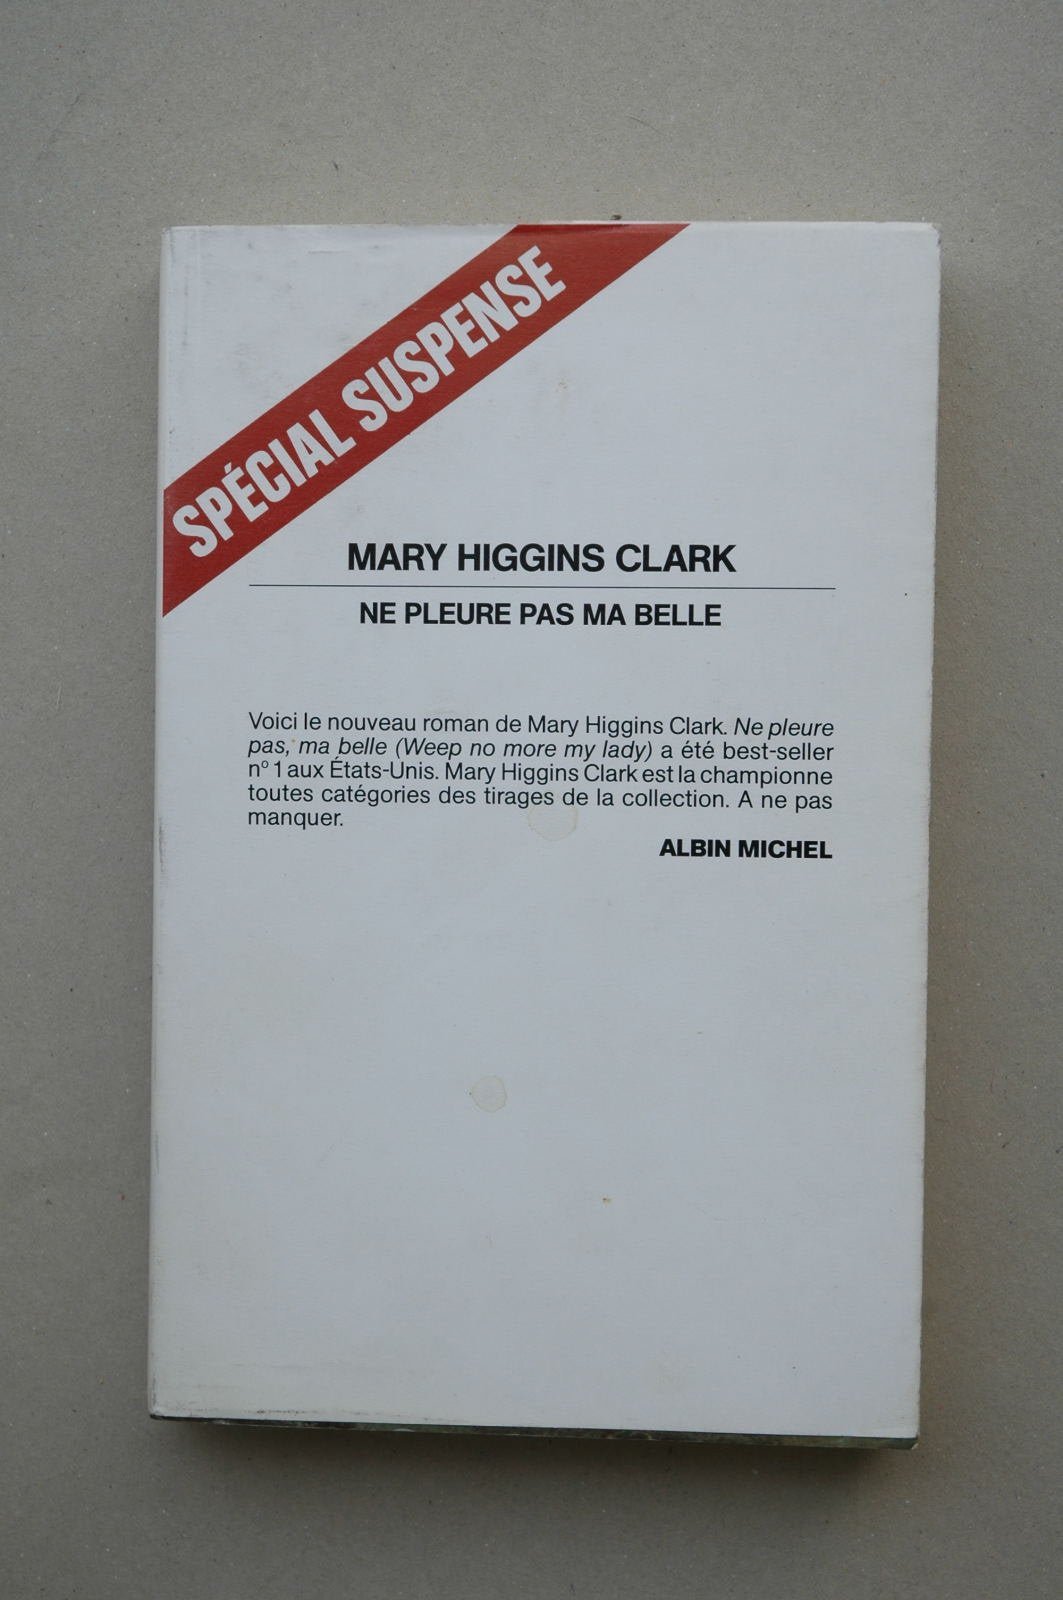 SPÉCIAL SUSPENSE
MARY HIGGINS CLARK
NE PLEURE PAS MA BELLE
Voici le nouveau roman de Mary Higgins Clark. Ne pleure
pas, ma belle (Weep no more my lady) a été best-seller
n° 1 aux États-Unis. Mary Higgins Clark est la championne
toutes catégories des tirages de la collection. A ne pas
manquer.
ALBIN MICHEL